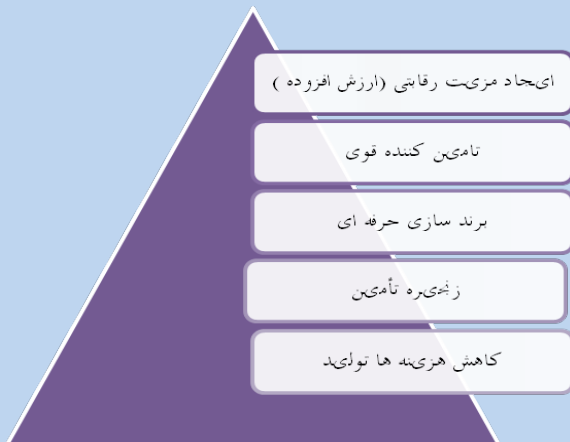 ایجاد مزیت رقابتی (ارزش افزوده )
تامین کننده قوی
برند سازی حرفه ای
زنجیره تأمین
کاهش هزینه ها تولید